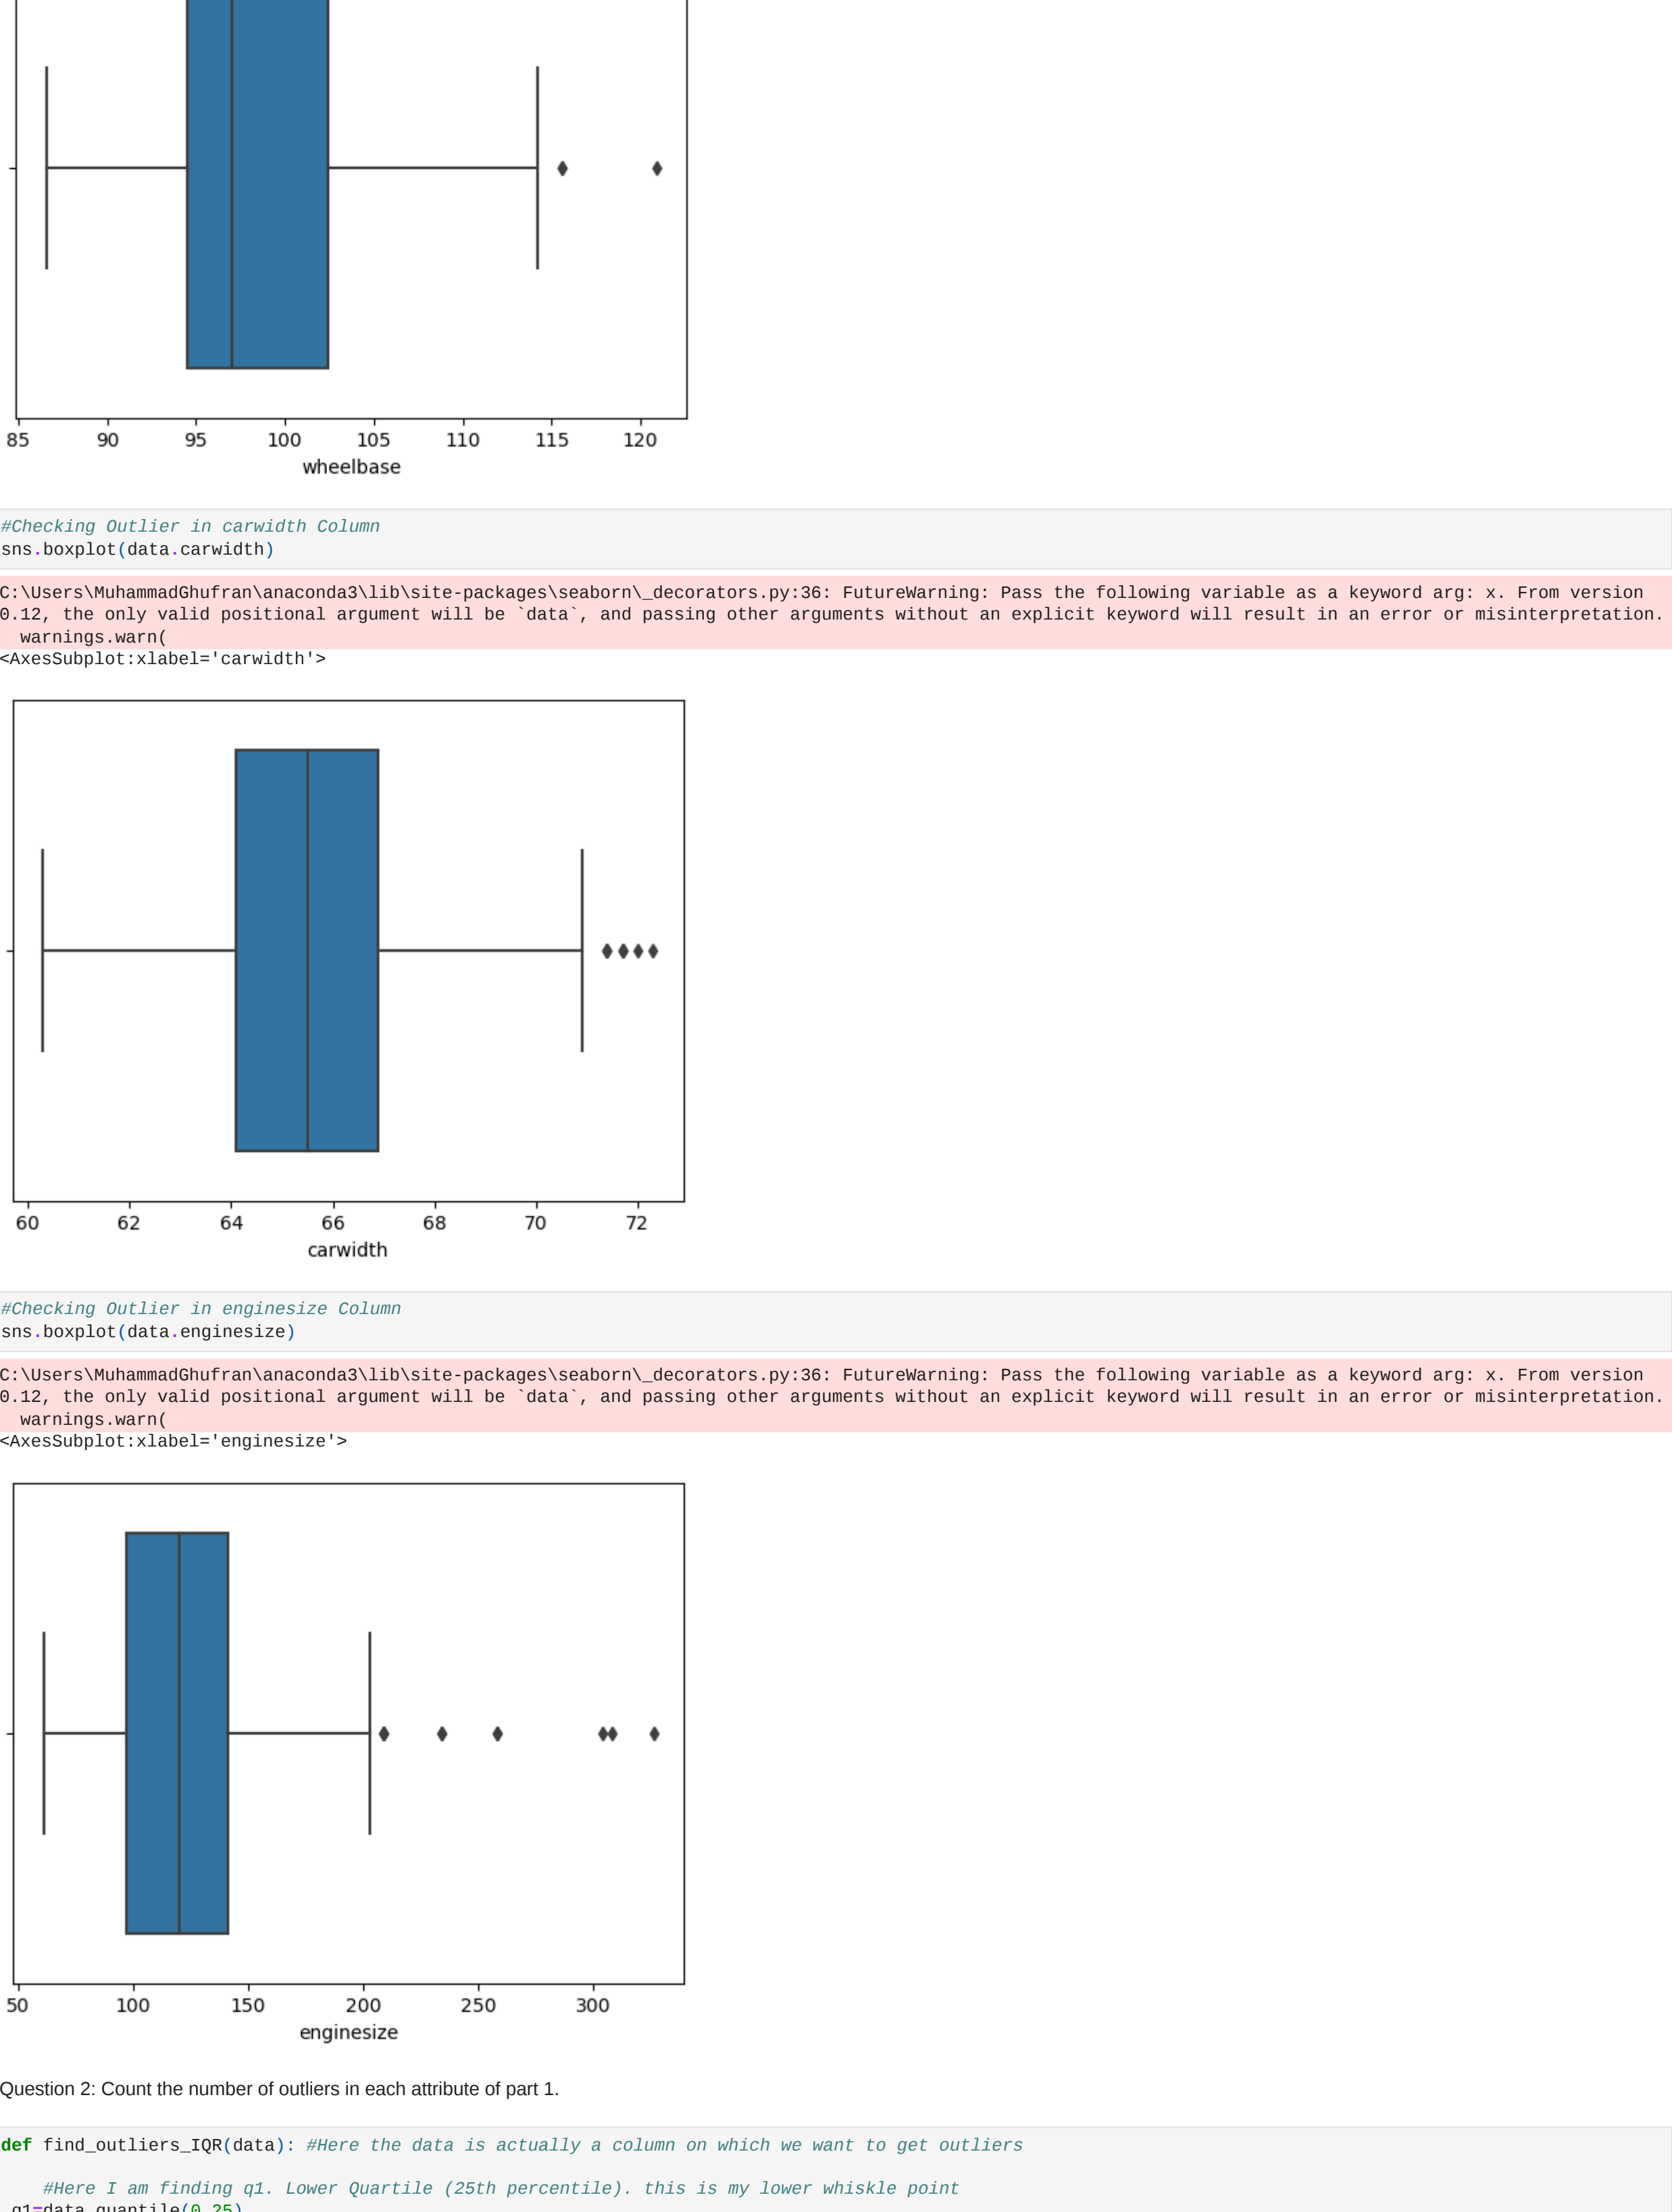 85 90 95 100 105 110 115 120
wheelbase
#Checking Outlier in carwidth Column
sns.boxplot(data.carwidth)
C:\Users\MuhammadGhufran\anaconda3\lib\site-packages\seaborn\_decorators.py:36: FutureWarning: Pass the following variable as a keyword arg: x. From version
0.12, the only valid positional argument will be `data`, and passing other arguments without an explicit keyword will result in an error or misinterpretation.
  warnings.warn(
<AxesSubplot:xlabel='carwidth'>
60 62 64 66 68 70 72
carwidth
#Checking Outlier in enginesize Column
sns.boxplot(data.enginesize)
C:\Users\MuhammadGhufran\anaconda3\lib\site-packages\seaborn\_decorators.py:36: FutureWarning: Pass the following variable as a keyword arg: x. From version
0.12, the only valid positional argument will be `data`, and passing other arguments without an explicit keyword will result in an error or misinterpretation.
  warnings.warn(
<AxesSubplot:xlabel='enginesize'>
50 100 150 200 250 300
enginesize
Question 2: Count the number of outliers in each attribute of part 1.
def find_outliers_IQR(data): #Here the data is actually a column on which we want to get outliers
    #Here I am finding q1. Lower Quartile (25th percentile). this is my lower whiskle point
 q1=data.quantile(0.25)